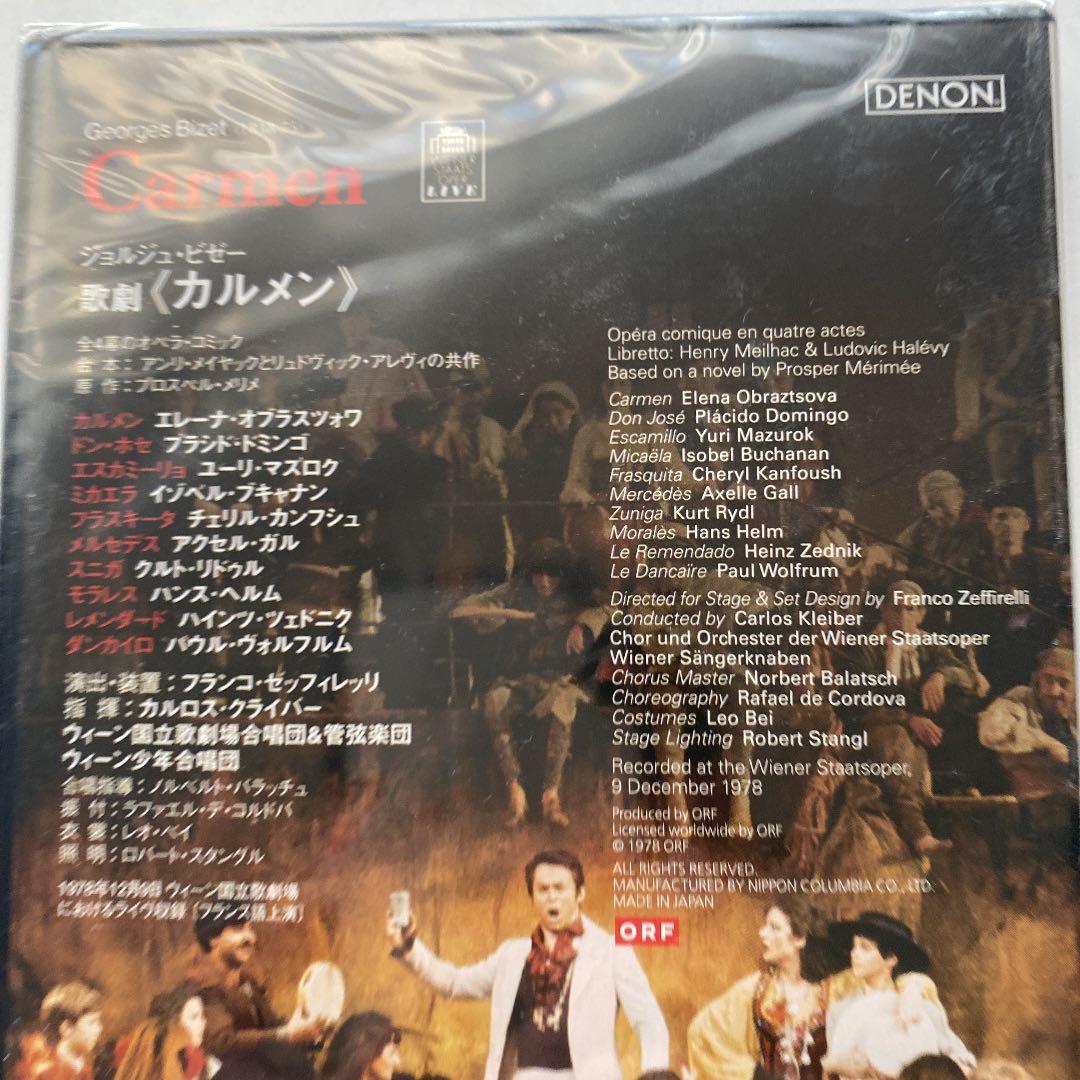 DENON
Georges Bizet
Carmen
WIENER
STAATS
OPER
LIVE
ジョルジュ・ビゼー
歌劇《カルメン》
全4幕のオペラ・コミック
台 本：アンリ・メイヤックとリュドヴィック・アレヴィの共作
原 作：プロスペル・メリメ
カルメン エレーナ・オブラスツォワ
ドン・ホセ プラシド・ドミンゴ
エスカミーリョ ユーリ・マズロク
ミカエラ イゾベル・ブキャナン
フラスキータ チェリル・カンフシュ
メルセデス アクセル・ガル
スニガ クルト・リドゥル
モラレス ハンス・ヘルム
レメンダード ハインツ・ツェドニク
ダンカイロ パウル・ヴォルフルム
演出・装置：フランコ・ゼッフィレッリ
指 揮：カルロス・クライバー
ウィーン国立歌劇場合唱団&管弦楽団
ウィーン少年合唱団
合唱指導：ノルベルト・バラッチュ
振 付：ラファエル・デ・コルドバ
衣 裳：レオ・ベイ
照 明：ロバート・スタングル
1978年12月9日 ウィーン国立歌劇場
におけるライヴ収録［フランス語上演］
Opéra comique en quatre actes
Libretto: Henry Meilhac & Ludovic Halévy
Based on a novel by Prosper Mérimée
Carmen Elena Obraztsova
Don José Plácido Domingo
Escamillo Yuri Mazurok
Micaëla Isobel Buchanan
Frasquita Cheryl Kanfoush
Mercédès Axelle Gall
Zuniga Kurt Rydl
Moralès Hans Helm
Le Remendado Heinz Zednik
Le Dancaïre Paul Wolfrum
Directed for Stage & Set Design by Franco Zeffirelli
Conducted by Carlos Kleiber
Chor und Orchester der Wiener Staatsoper
Wiener Sängerknaben
Chorus Master Norbert Balatsch
Choreography Rafael de Cordova
Costumes Leo Bei
Stage Lighting Robert Stangl
Recorded at the Wiener Staatsoper,
9 December 1978
Produced by ORF
Licensed worldwide by ORF
© 1978 ORF
ALL RIGHTS RESERVED.
MANUFACTURED BY NIPPON COLUMBIA CO., LTD.
MADE IN JAPAN
ORF